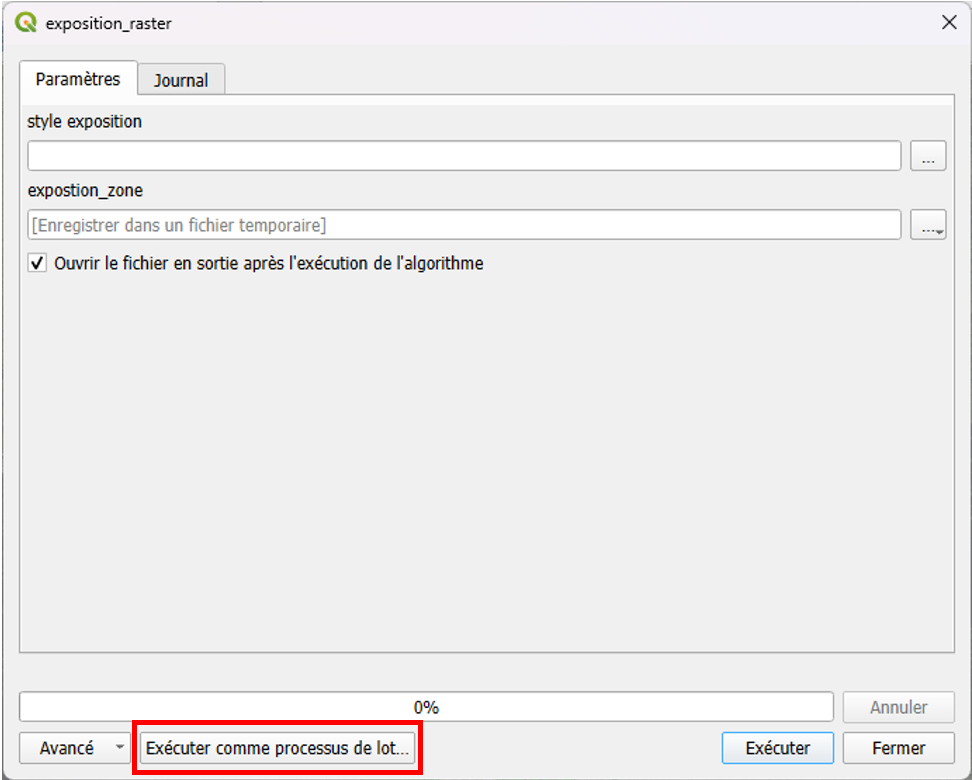 exposition_raster
Paramètres
Journal
style exposition
...
expostion_zone
[Enregistrer dans un fichier temporaire]
...
Ouvrir le fichier en sortie après l'exécution de l'algorithme
0%
Annuler
Avancé
Exécuter comme processus de lot...
Exécuter
Fermer